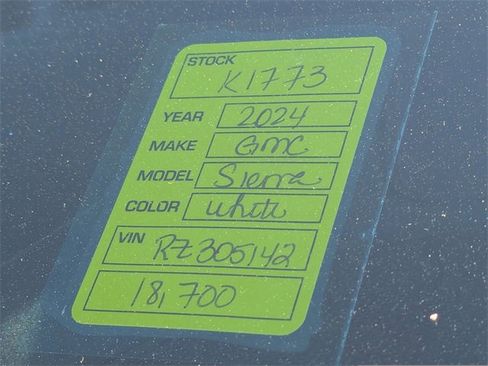 STOCK
K1773
YEAR 2024
MAKE GMC
MODEL Sierra
COLOR White
VIN RZ305142
18,700